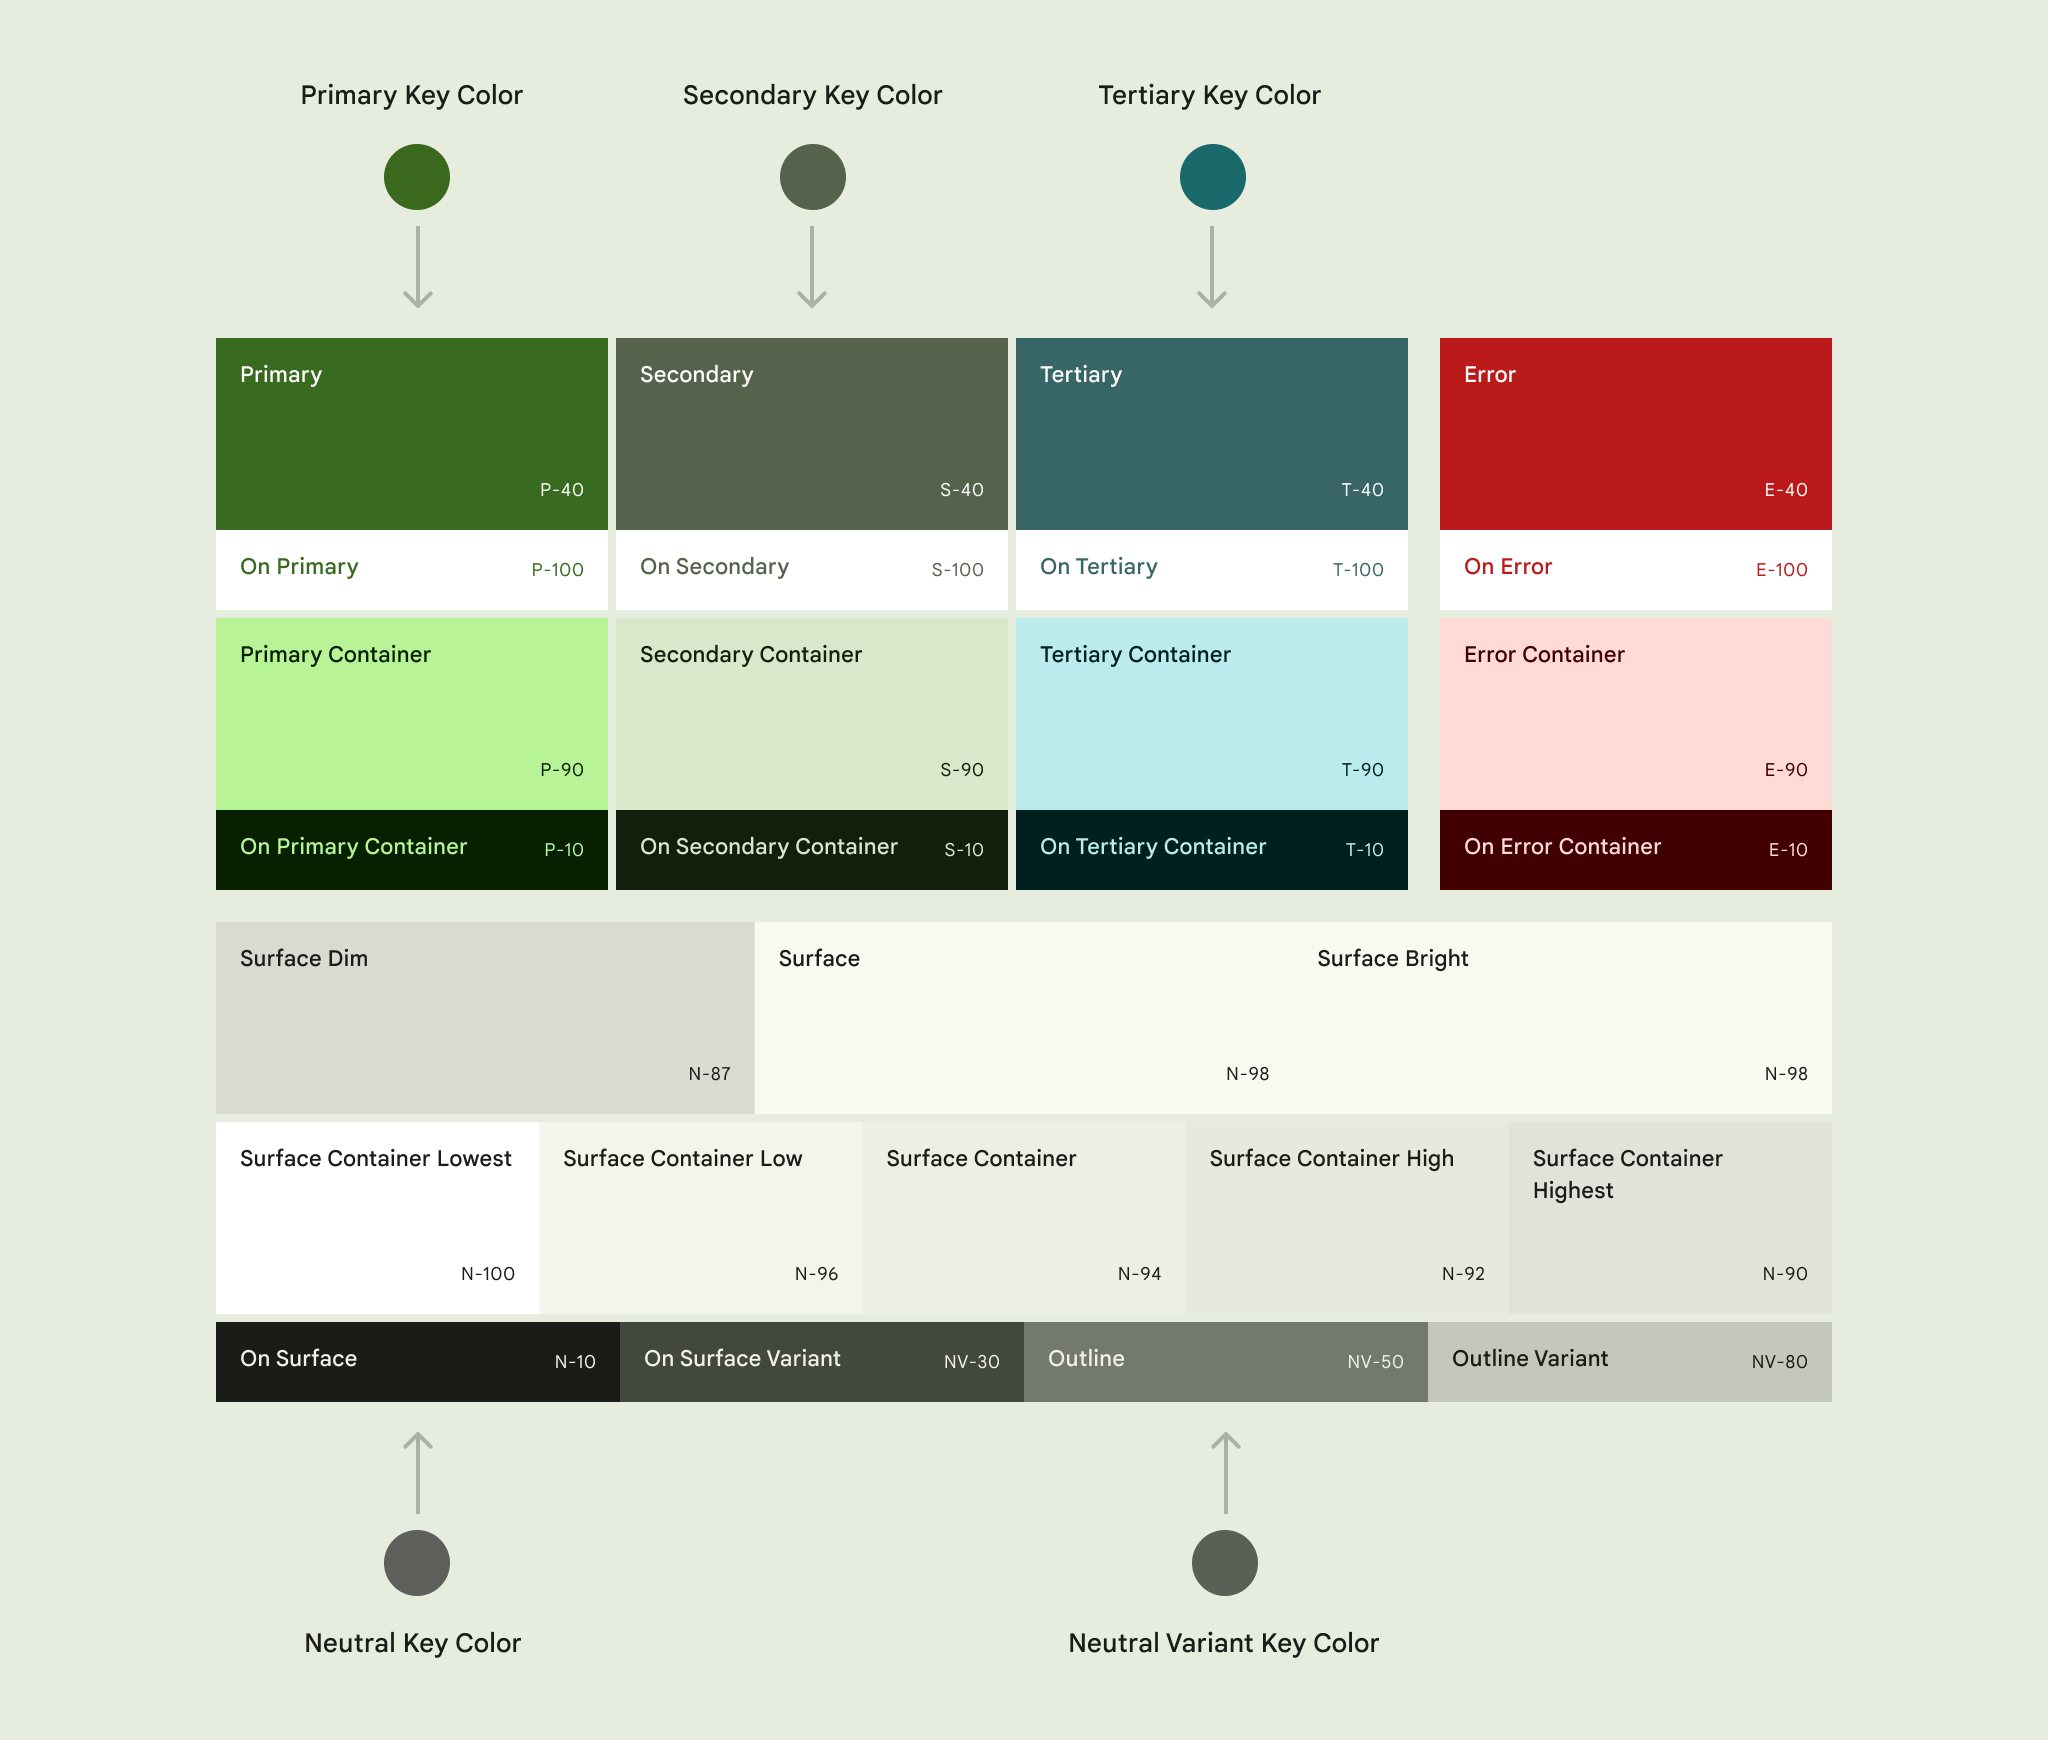 Primary Key Color
Secondary Key Color
Tertiary Key Color
Primary
P-40
Secondary
S-40
Tertiary
T-40
Error
E-40
On Primary
P-100
On Secondary
S-100
On Tertiary
T-100
On Error
E-100
Primary Container
P-90
Secondary Container
S-90
Tertiary Container
T-90
Error Container
E-90
On Primary Container
P-10
On Secondary Container
S-10
On Tertiary Container
T-10
On Error Container
E-10
Surface Dim
N-87
Surface
N-98
Surface Bright
N-98
Surface Container Lowest
N-100
Surface Container Low
N-96
Surface Container
N-94
Surface Container High
N-92
Surface Container
Highest
N-90
On Surface
N-10
On Surface Variant
NV-30
Outline
NV-50
Outline Variant
NV-80
Neutral Key Color
Neutral Variant Key Color